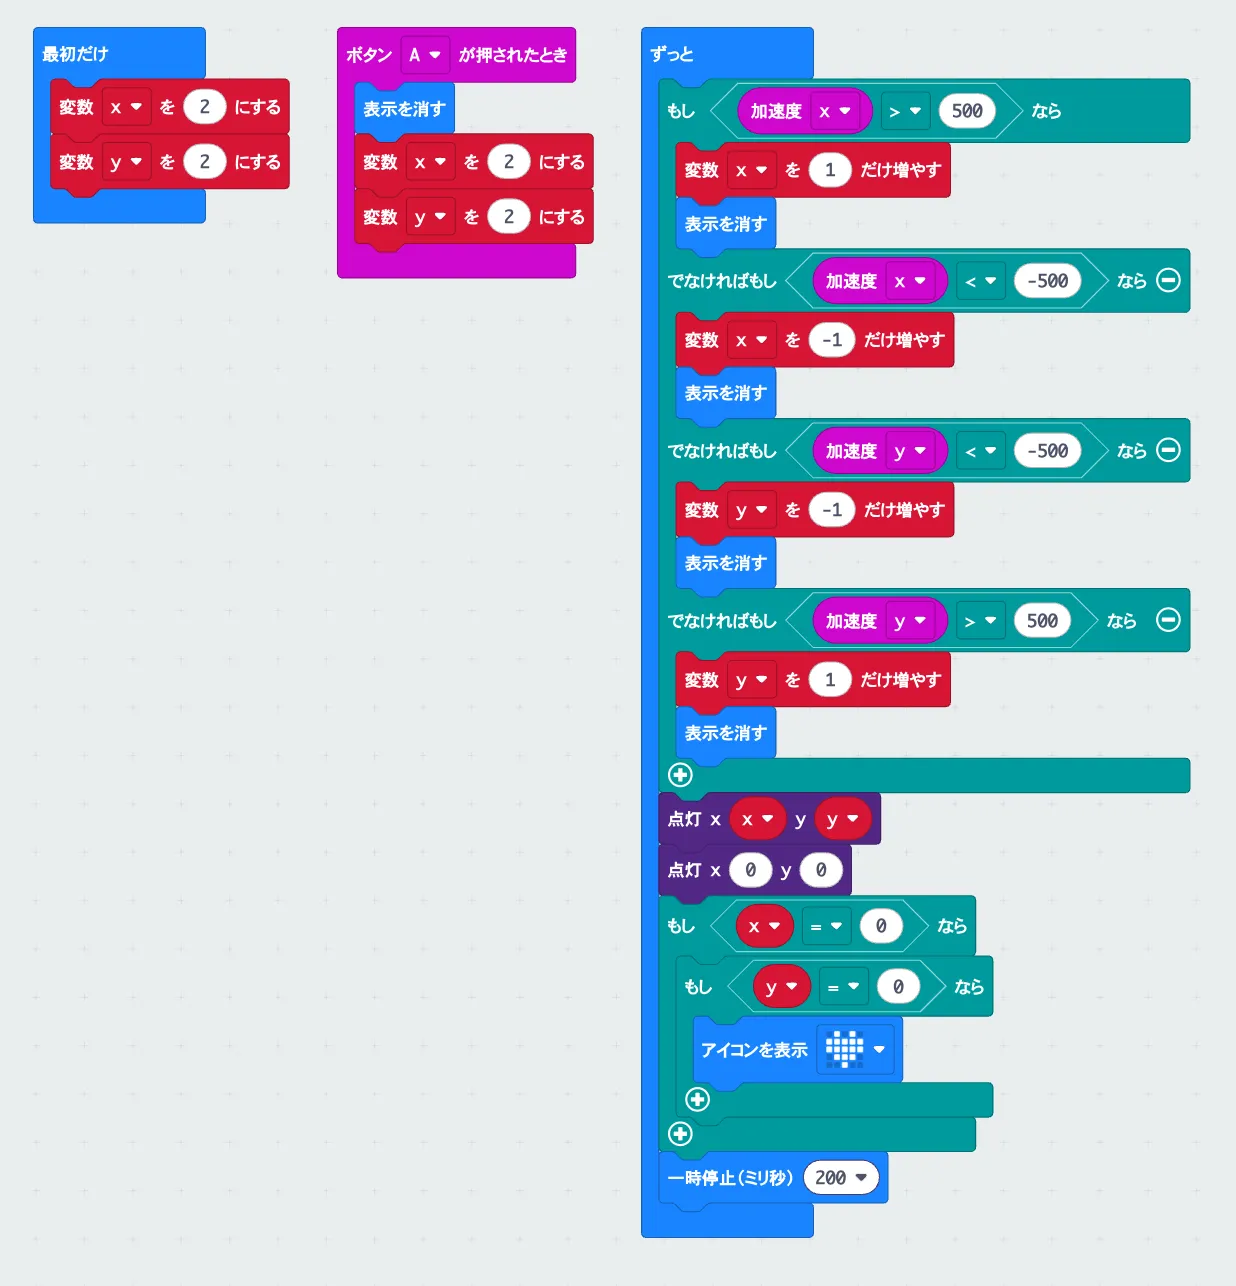 最初だけ
変数 x を 2 にする
変数 y を 2 にする
ボタン A が押されたとき
表示を消す
変数 x を 2 にする
変数 y を 2 にする
ずっと
もし 加速度 x > 500 なら
変数 x を 1 だけ増やす
表示を消す
でなければもし 加速度 x < -500 なら
変数 x を -1 だけ増やす
表示を消す
でなければもし 加速度 y < -500 なら
変数 y を -1 だけ増やす
表示を消す
でなければもし 加速度 y > 500 なら
変数 y を 1 だけ増やす
表示を消す
点灯 x x y y
点灯 x 0 y 0
もし x = 0 なら
もし y = 0 なら
アイコンを表示
一時停止(ミリ秒) 200